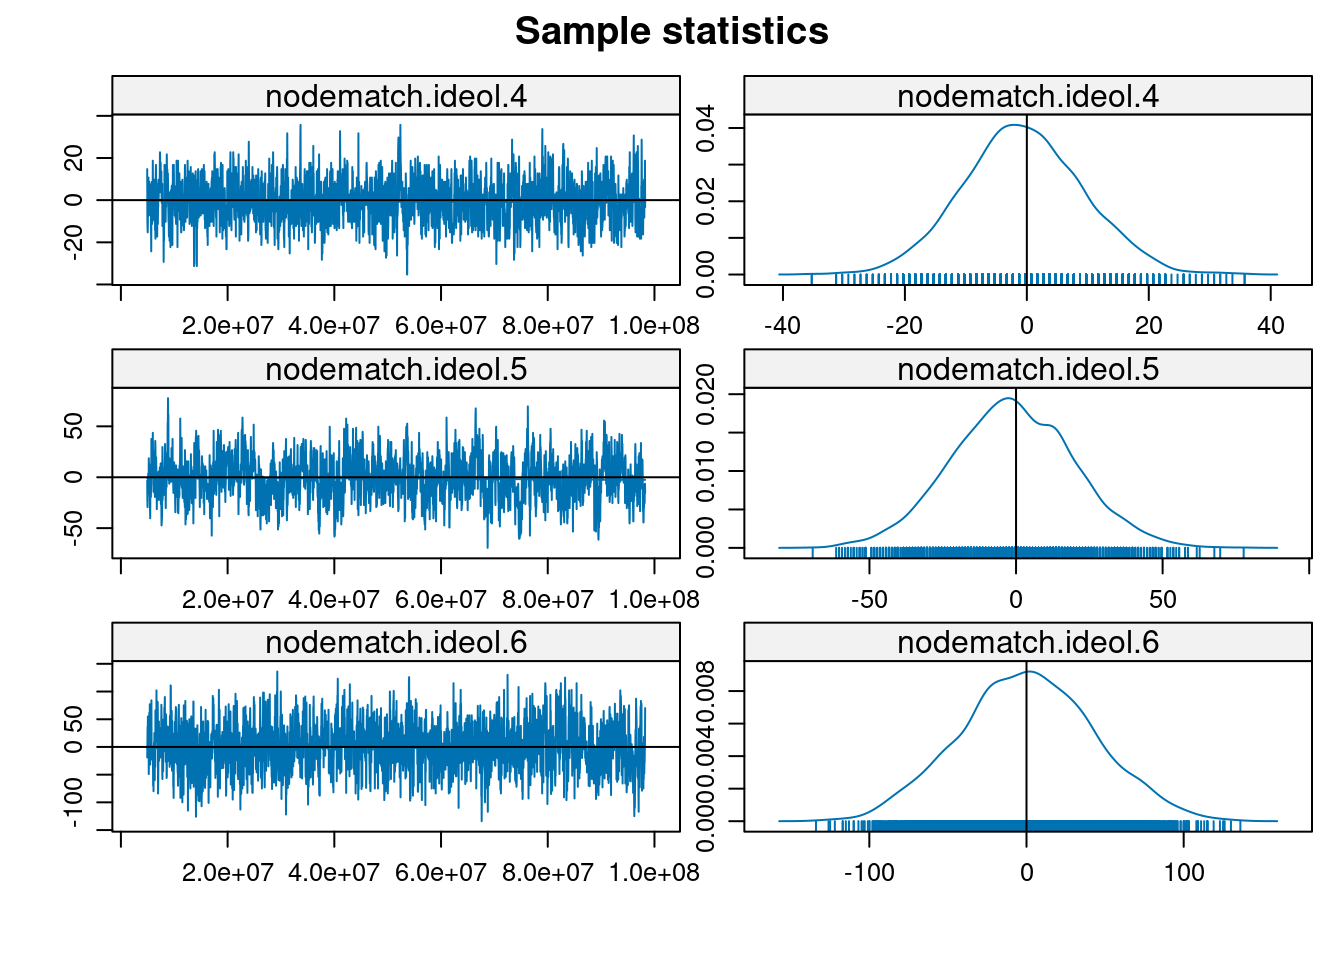 Sample statistics
nodematch.ideol.4
20
0
-20
2.0e+07 4.0e+07 6.0e+07 8.0e+07 1.0e+08
nodematch.ideol.4
0.04
0.02
0.00
-40 -20 0 20 40
nodematch.ideol.5
50
0
-50
2.0e+07 4.0e+07 6.0e+07 8.0e+07 1.0e+08
nodematch.ideol.5
0.020
0.010
0.000
-50 0 50
nodematch.ideol.6
50
0
-100
2.0e+07 4.0e+07 6.0e+07 8.0e+07 1.0e+08
nodematch.ideol.6
0.008
0.004
0.000
-100 0 100